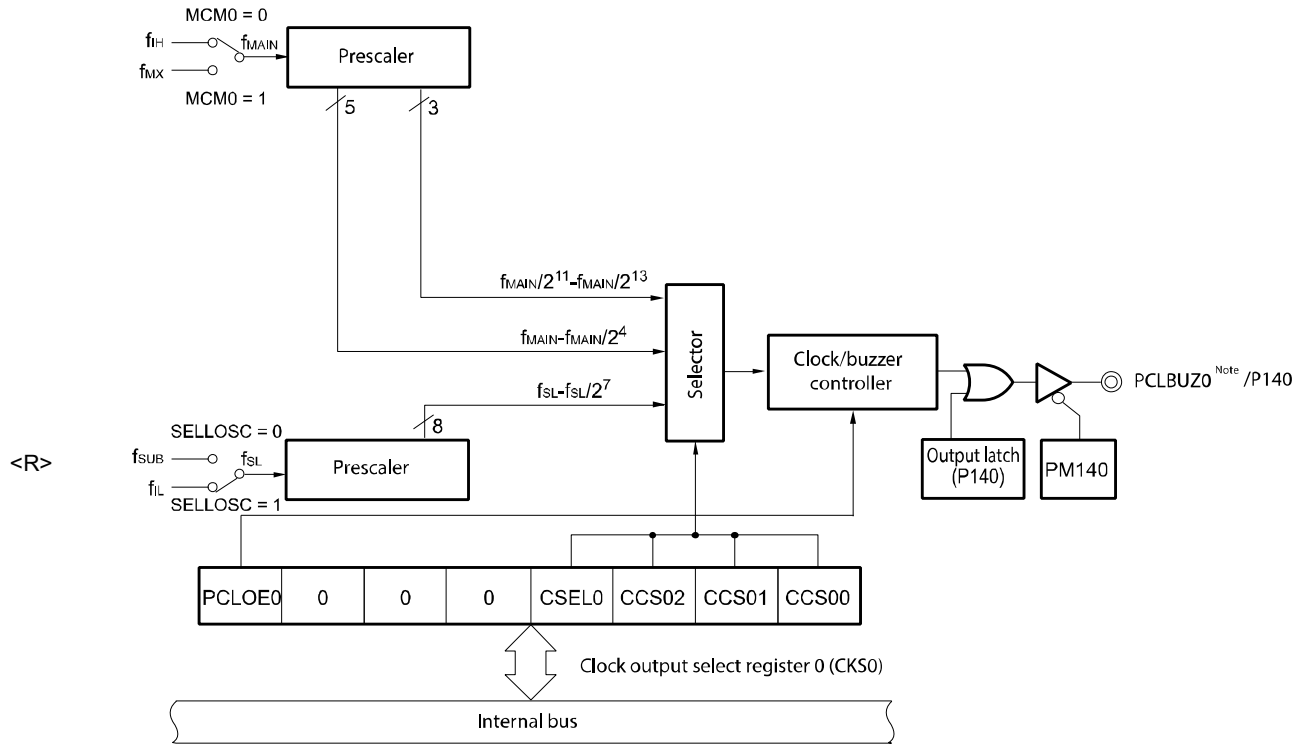 MCM0 = 0
fIH
fMAIN
fMX
MCM0 = 1
Prescaler
5
3
fMAIN/2^11-fMAIN/2^13
fMAIN-fMAIN/2^4
fSL-fSL/2^7
Selector
Clock/buzzer
controller
PCLBUZ0 Note /P140
Output latch
(P140)
PM140
<R>
SELLOSC = 0
fSUB
fSL
fIL
SELLOSC = 1
Prescaler
8
PCLOE0 0 0 0 CSEL0 CCS02 CCS01 CCS00
Clock output select register 0 (CKS0)
Internal bus